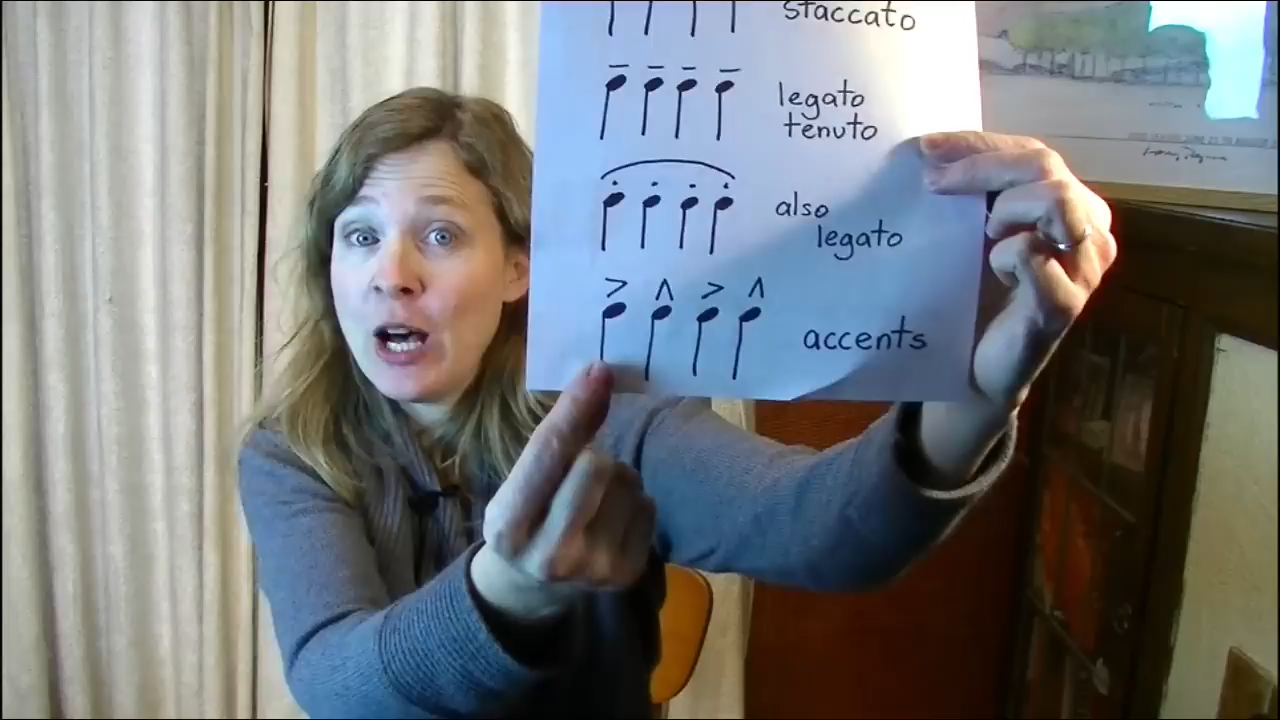 staccato
legato
tenuto
also
legato
> ^ > ^
accents